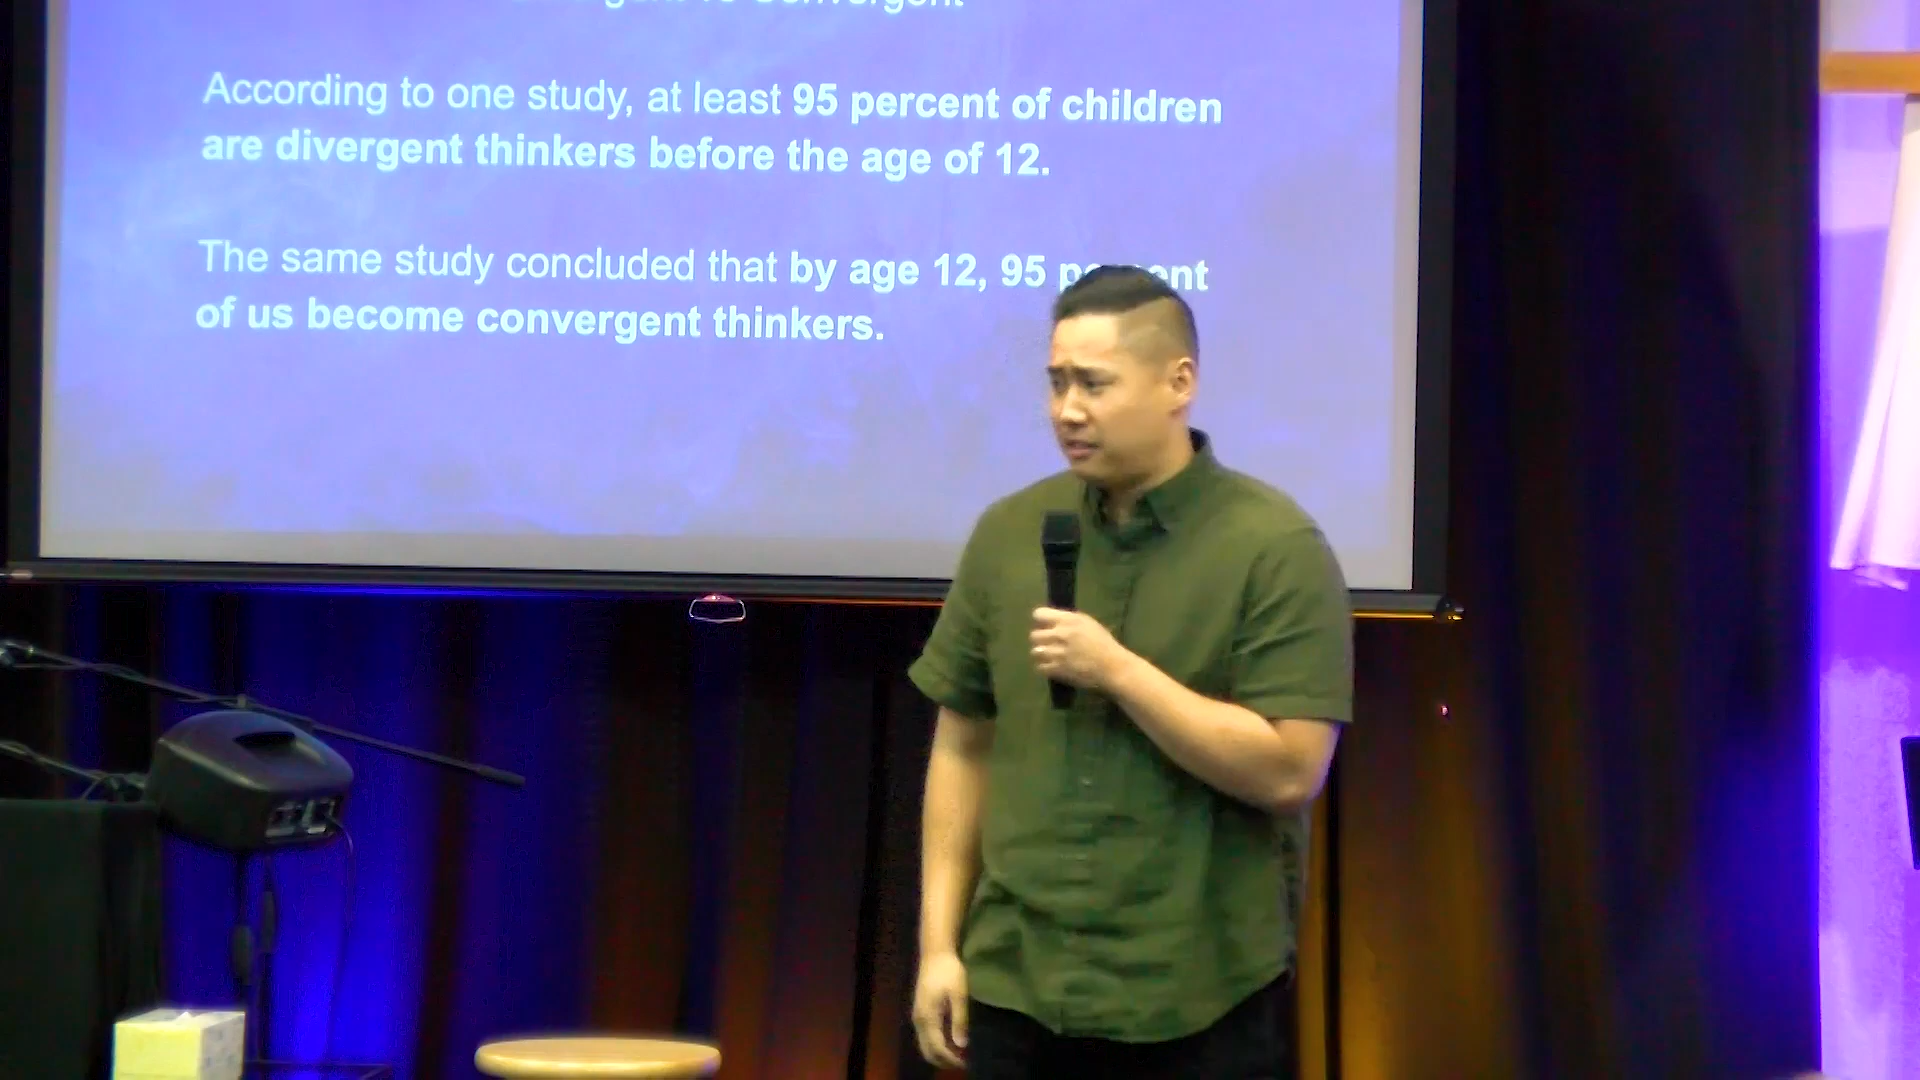 Convergent
According to one study, at least 95 percent of children
are divergent thinkers before the age of 12.
The same study concluded that by age 12, 95
of us become convergent thinkers.